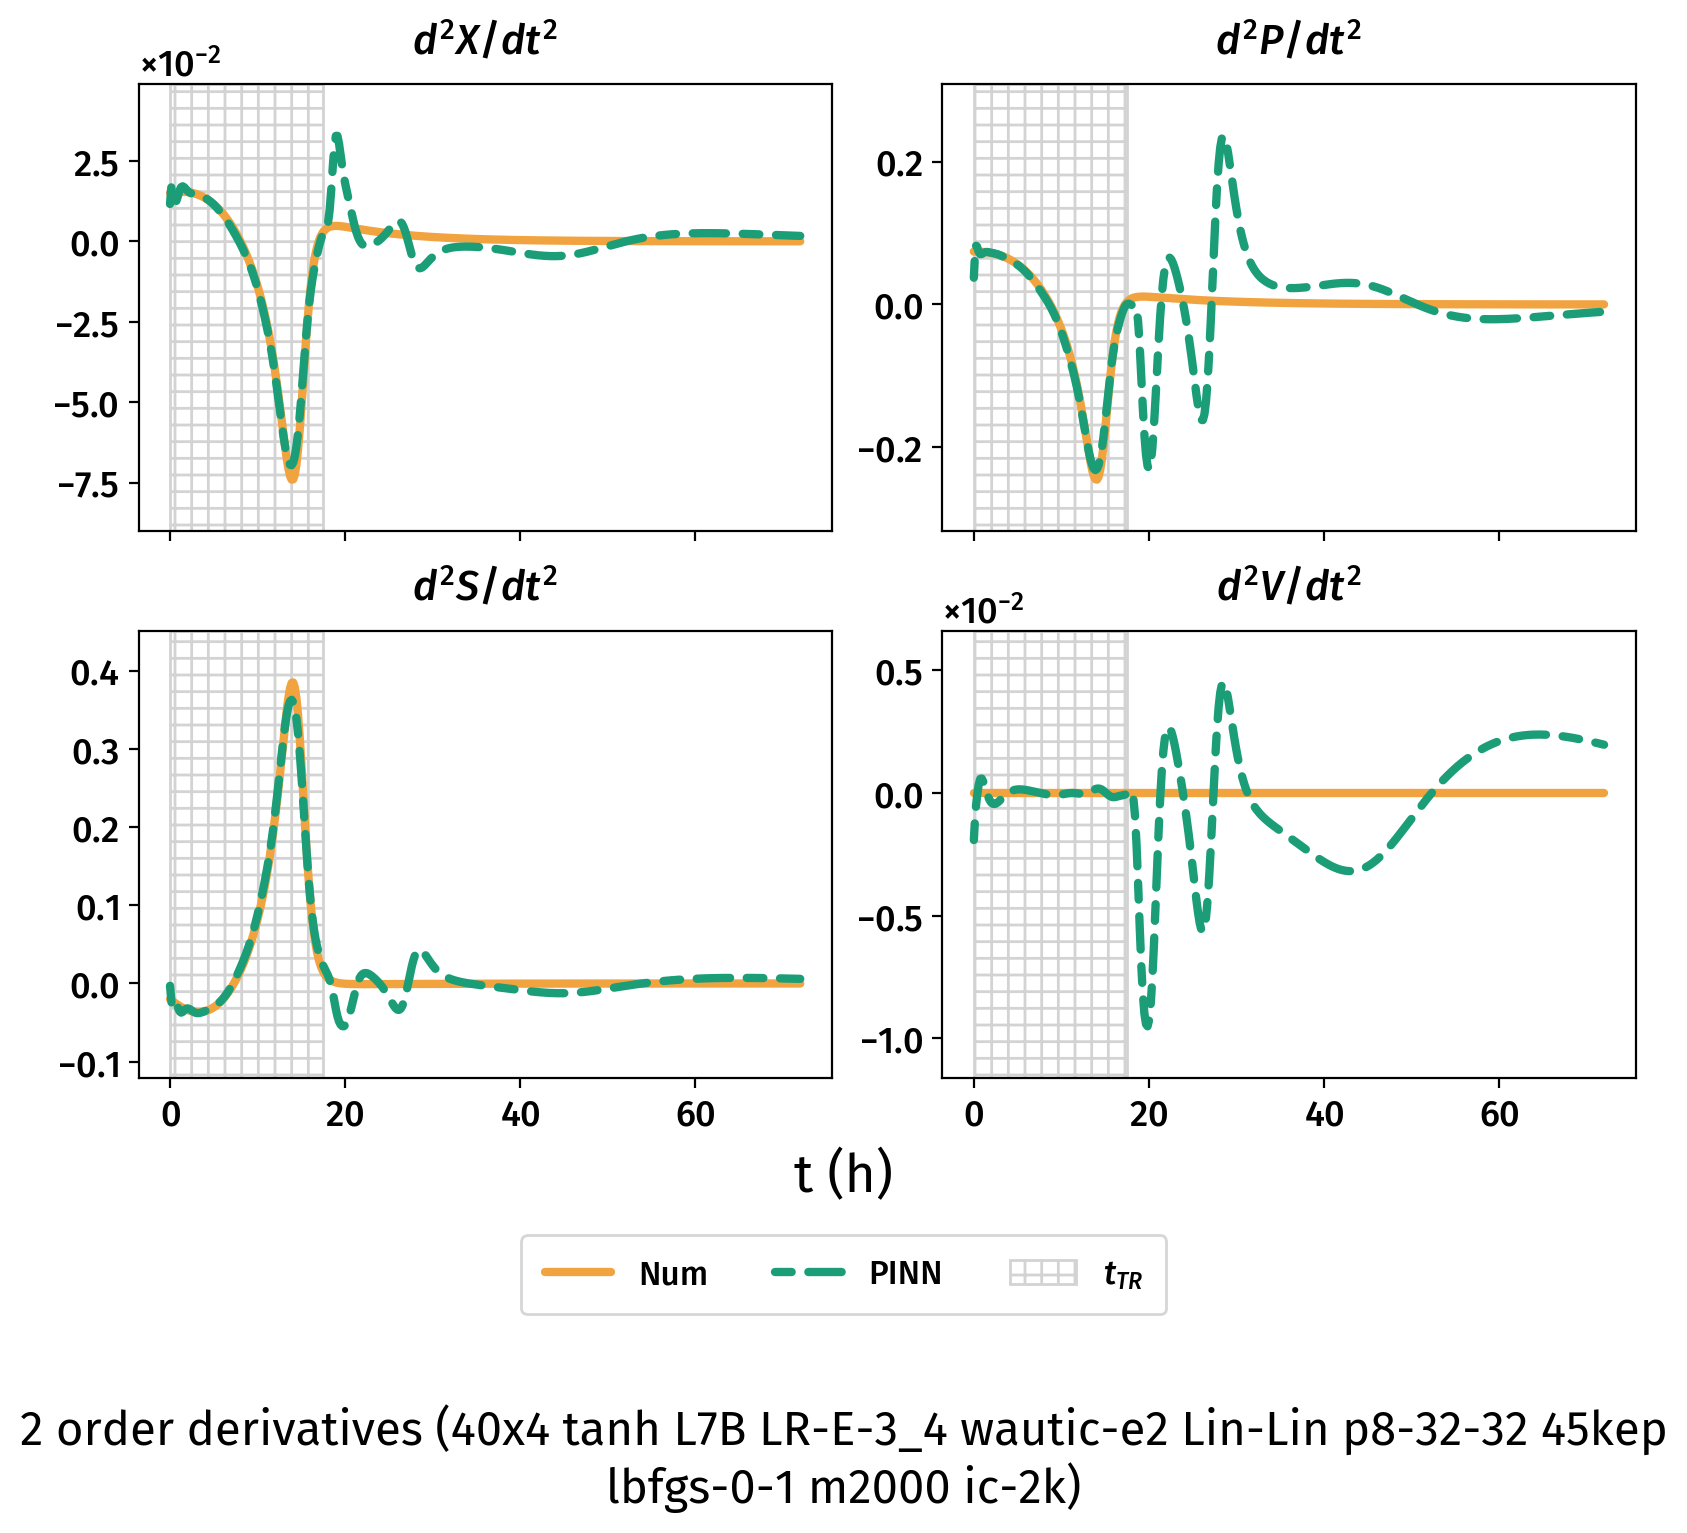 d²X/dt²
×10⁻²
2.5
0.0
−2.5
−5.0
−7.5
d²P/dt²
0.2
0.0
−0.2
d²S/dt²
0.4
0.3
0.2
0.1
0.0
−0.1
0 20 40 60
d²V/dt²
×10⁻²
0.5
0.0
−0.5
−1.0
0 20 40 60
t (h)
Num PINN t_TR
2 order derivatives (40x4 tanh L7B LR-E-3_4 wautic-e2 Lin-Lin p8-32-32 45kep
lbfgs-0-1 m2000 ic-2k)